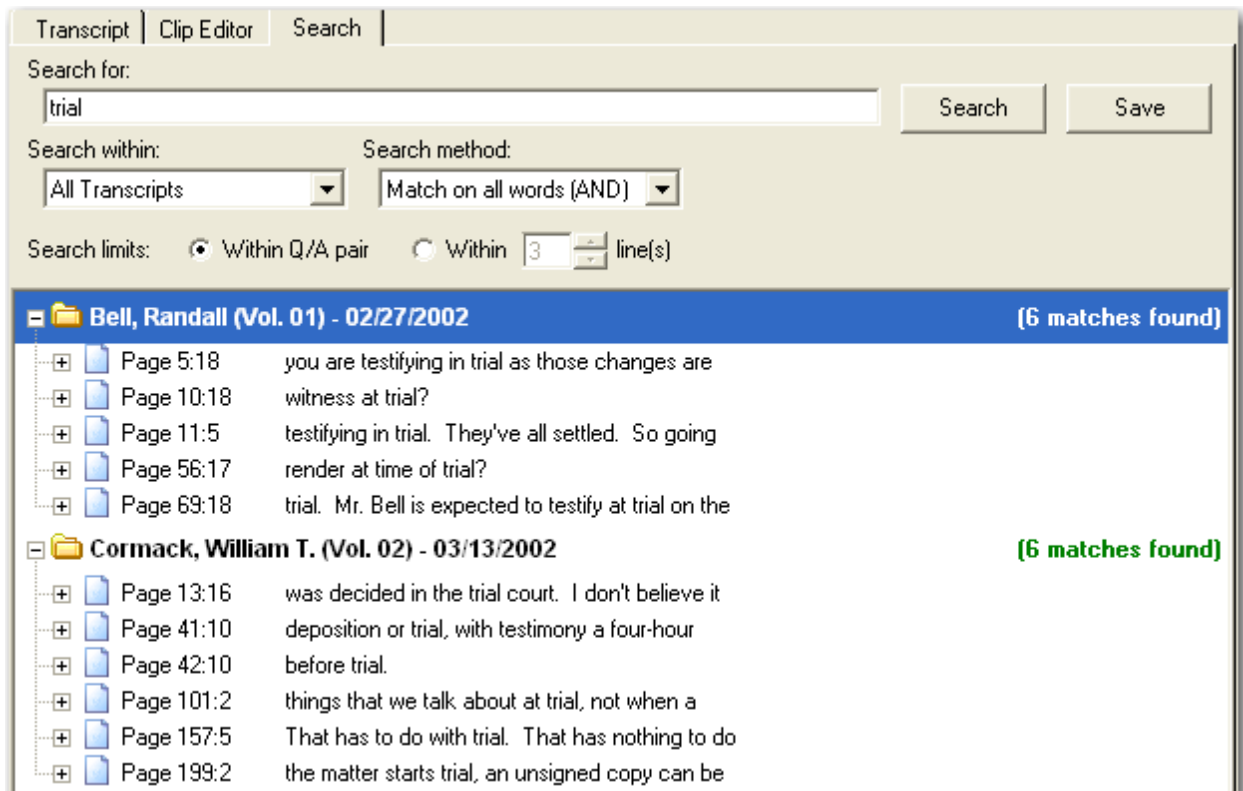 Transcript Clip Editor Search
Search for:
trial Search Save
Search within: Search method:
All Transcripts Match on all words (AND)
Search limits: Within Q/A pair Within 3 line(s)
Bell, Randall (Vol. 01) - 02/27/2002 (6 matches found)
Page 5:18 you are testifying in trial as those changes are
Page 10:18 witness at trial?
Page 11:5 testifying in trial.  They've all settled.  So going
Page 56:17 render at time of trial?
Page 69:18 trial.  Mr. Bell is expected to testify at trial on the
Cormack, William T. (Vol. 02) - 03/13/2002 (6 matches found)
Page 13:16 was decided in the trial court.  I don't believe it
Page 41:10 deposition or trial, with testimony a four-hour
Page 42:10 before trial.
Page 101:2 things that we talk about at trial, not when a
Page 157:5 That has to do with trial.  That has nothing to do
Page 199:2 the matter starts trial, an unsigned copy can be